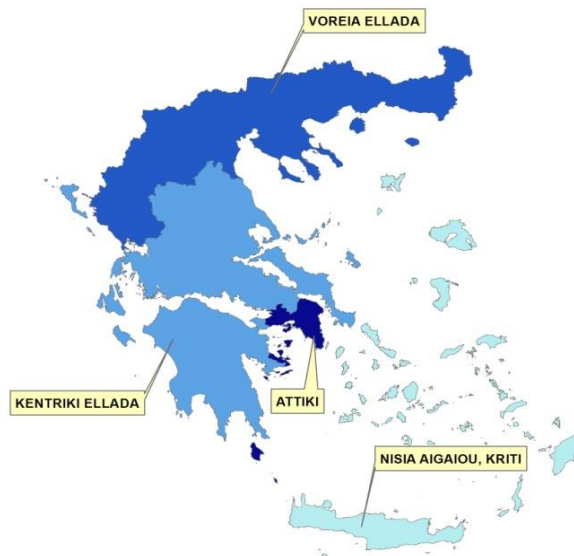 VOREIA ELLADA
KENTRIKI ELLADA
ATTIKI
NISIA AIGAIOU, KRITI